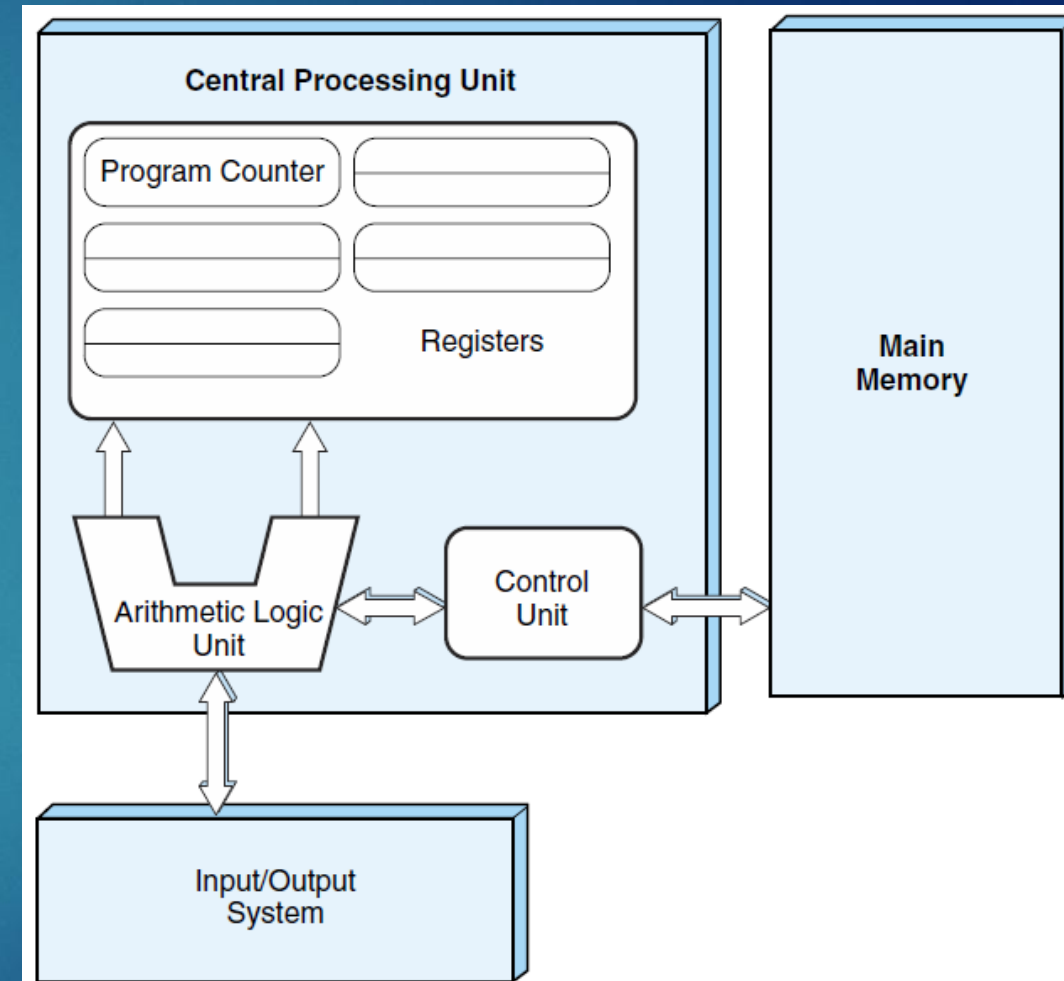 Central Processing Unit
Program Counter
Registers
Main
Memory
Arithmetic Logic
Unit
Control
Unit
Input/Output
System